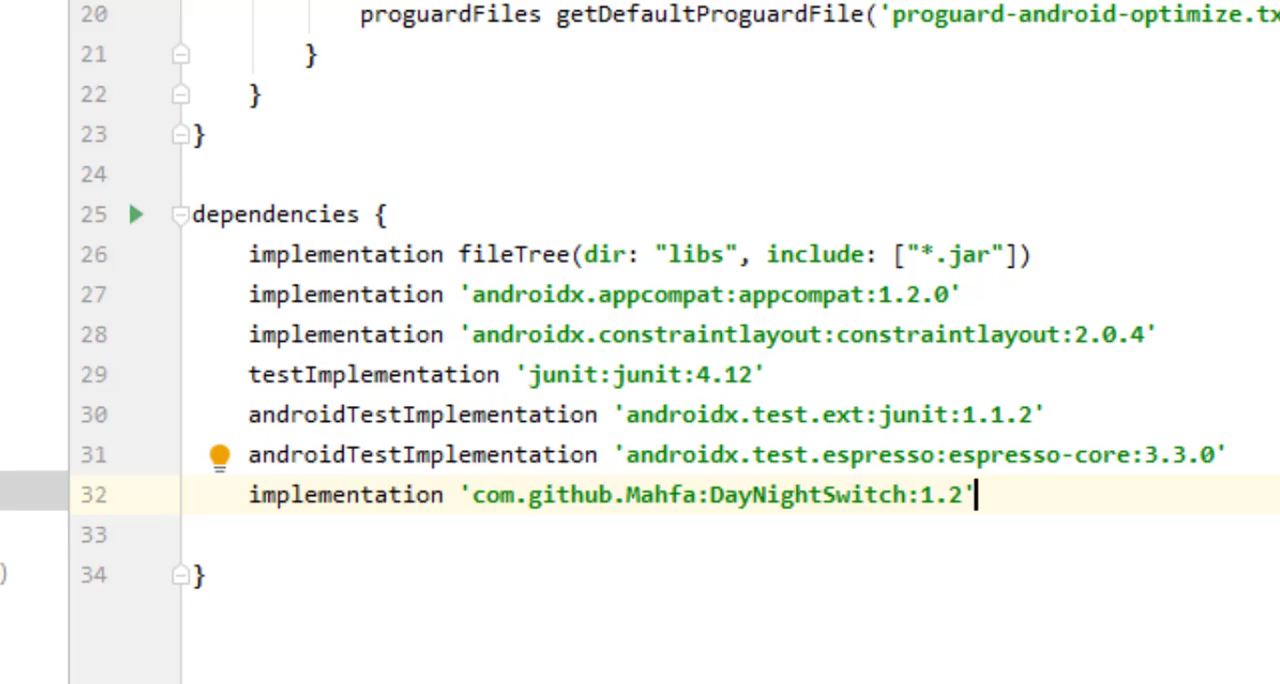 20 proguardFiles getDefaultProguardFile('proguard-android-optimize.tx
21 }
22 }
23 }
24
25 dependencies {
26 implementation fileTree(dir: "libs", include: ["*.jar"])
27 implementation 'androidx.appcompat:appcompat:1.2.0'
28 implementation 'androidx.constraintlayout:constraintlayout:2.0.4'
29 testImplementation 'junit:junit:4.12'
30 androidTestImplementation 'androidx.test.ext:junit:1.1.2'
31 androidTestImplementation 'androidx.test.espresso:espresso-core:3.3.0'
32 implementation 'com.github.Mahfa:DayNightSwitch:1.2'
33
) 34 }